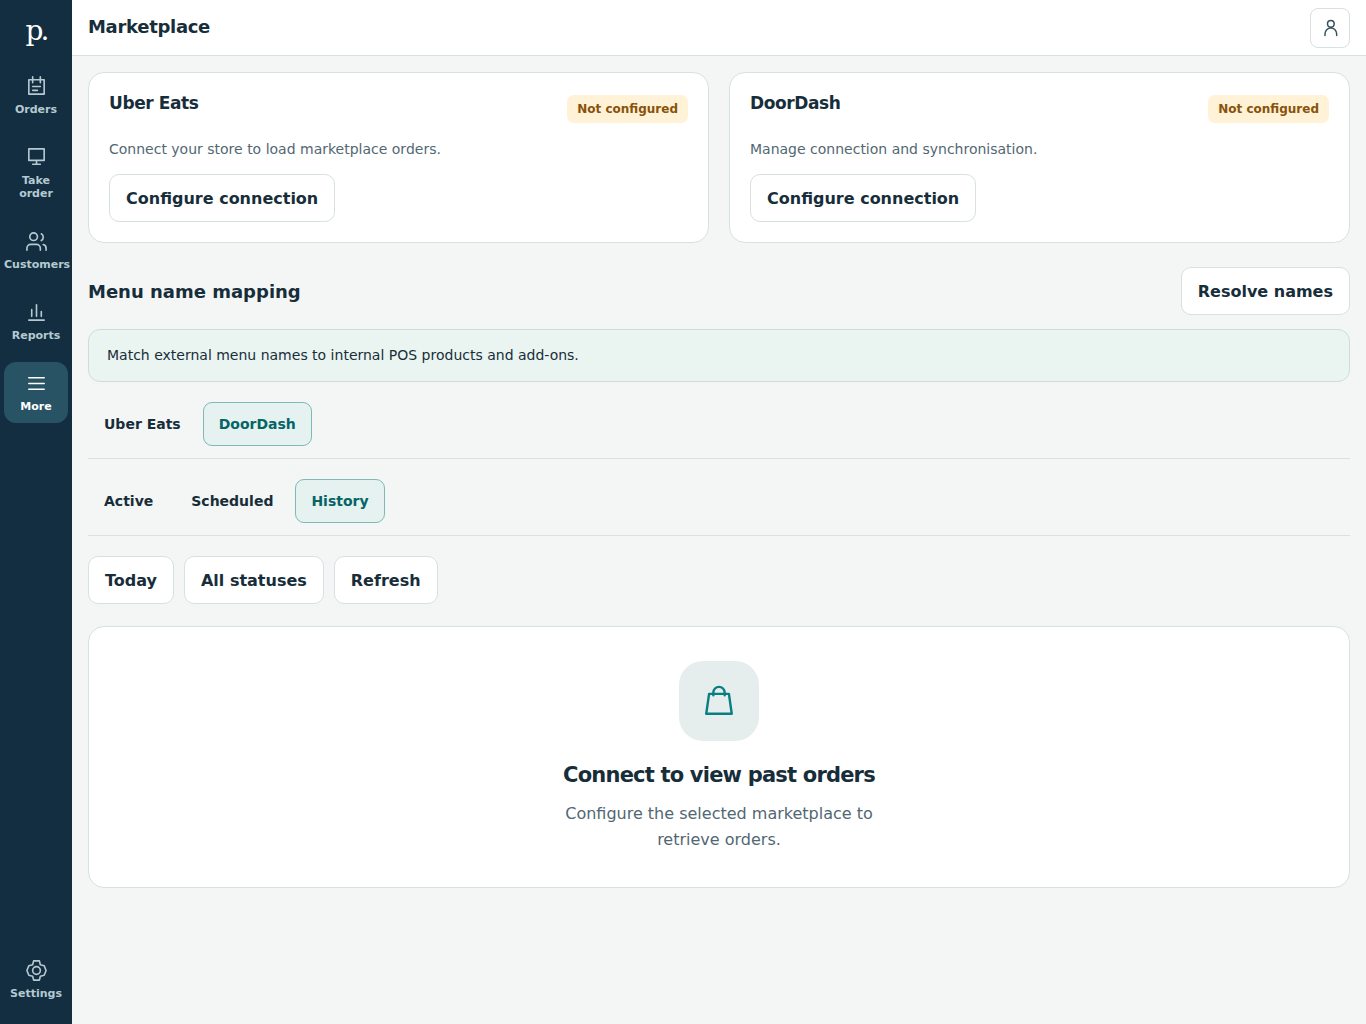 p.
Marketplace
Orders
Take
order
Customers
Reports
More
Settings
Uber Eats
Not configured
Connect your store to load marketplace orders.
Configure connection
DoorDash
Not configured
Manage connection and synchronisation.
Configure connection
Menu name mapping
Resolve names
Match external menu names to internal POS products and add-ons.
Uber Eats DoorDash
Active Scheduled History
Today All statuses Refresh
Connect to view past orders
Configure the selected marketplace to
retrieve orders.